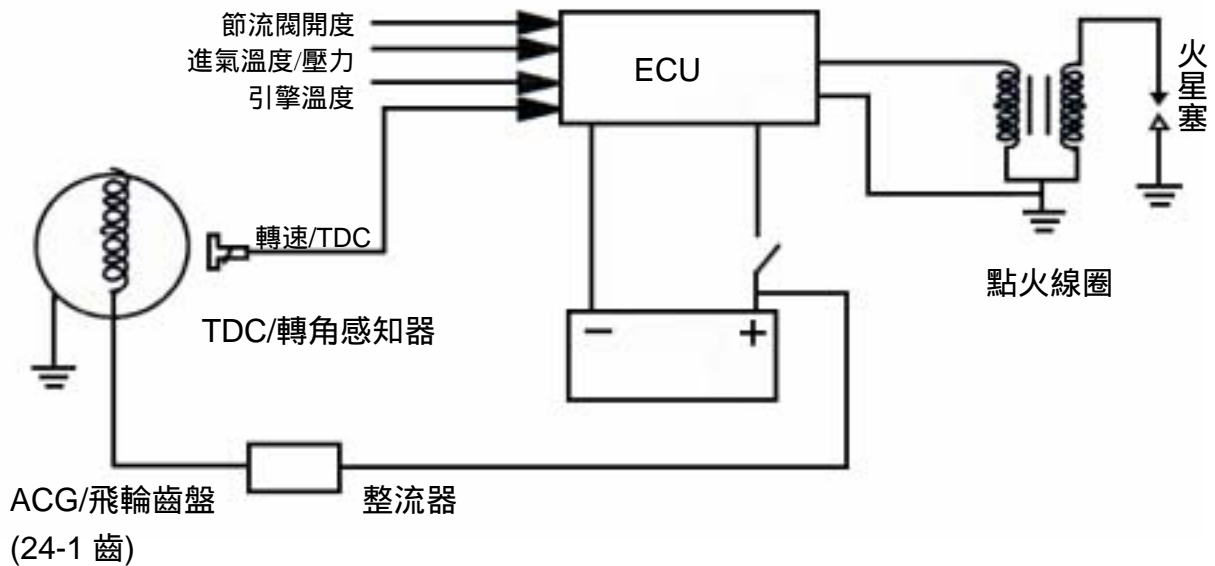 節流閥開度
進氣溫度/壓力
引擎溫度
ECU
火星塞
轉速/TDC
點火線圈
TDC/轉角感知器
− +
ACG/飛輪齒盤
(24-1 齒)
整流器